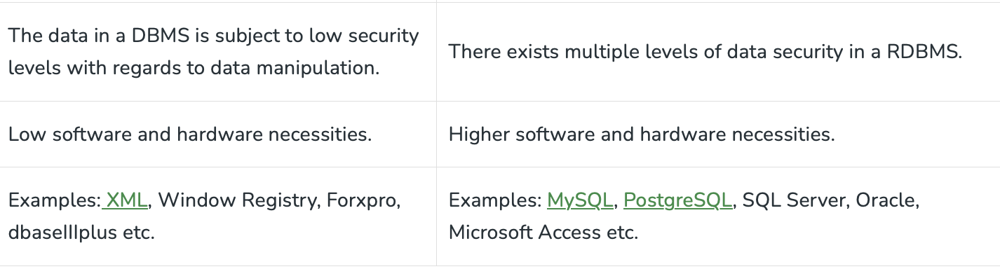 The data in a DBMS is subject to low security
levels with regards to data manipulation.
There exists multiple levels of data security in a RDBMS.
Low software and hardware necessities.
Higher software and hardware necessities.
Examples: XML, Window Registry, Forxpro,
dbaseIIIplus etc.
Examples: MySQL, PostgreSQL, SQL Server, Oracle,
Microsoft Access etc.